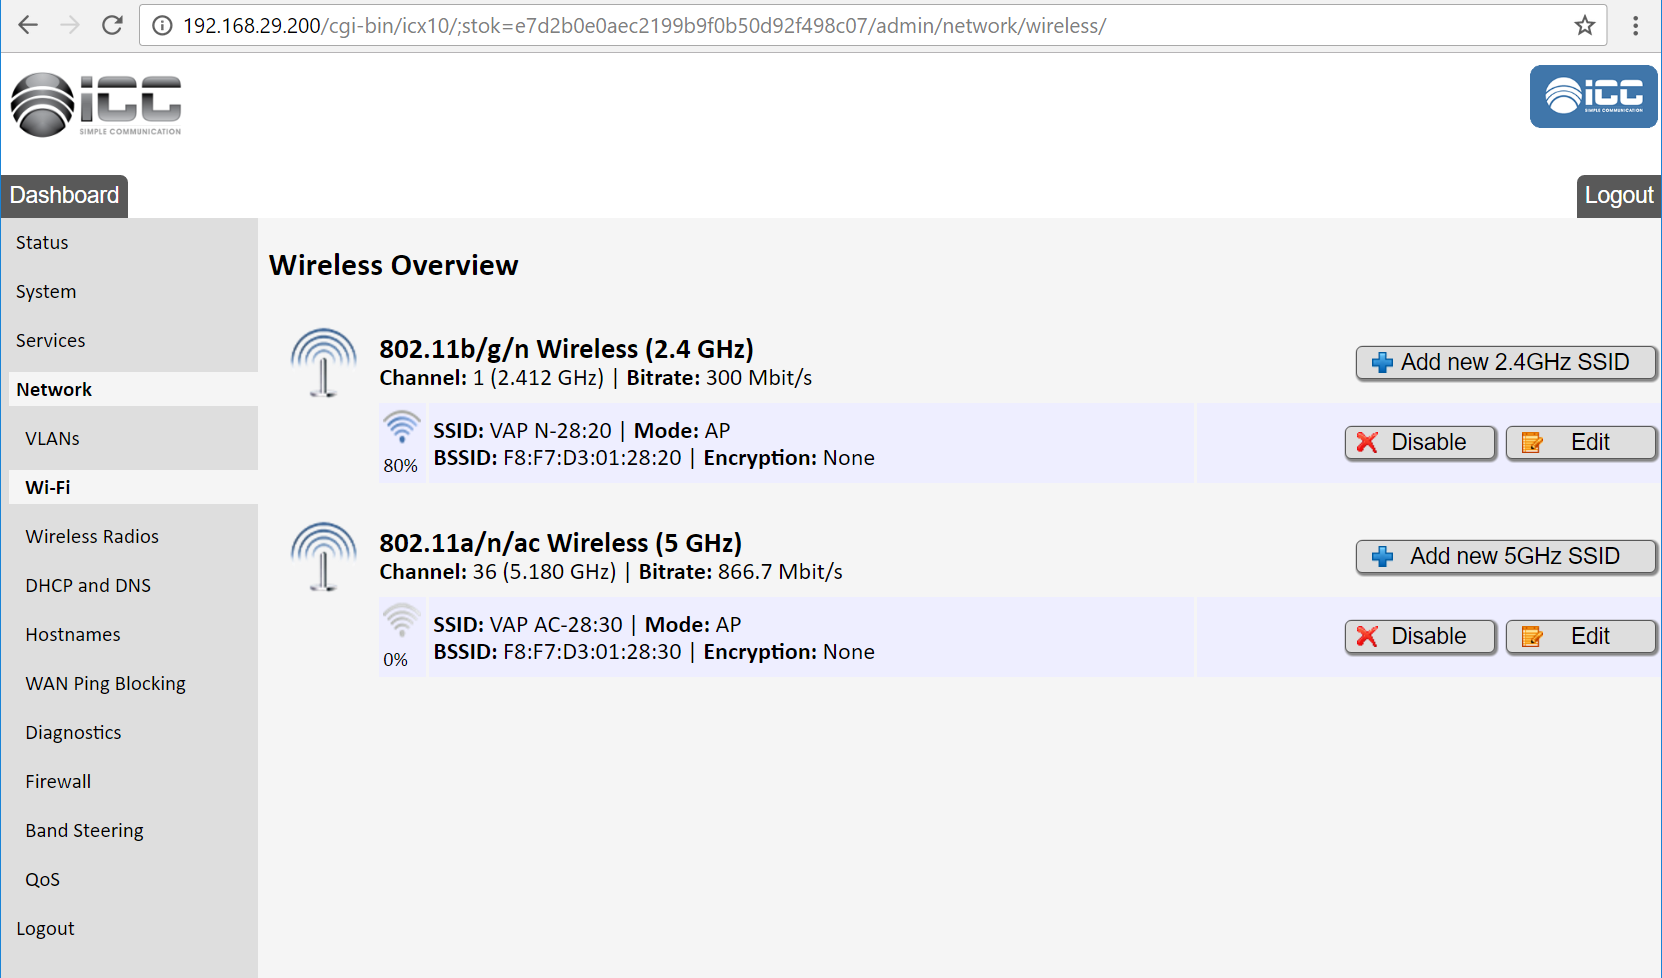 192.168.29.200/cgi-bin/icx10/;stok=e7d2b0e0aec2199b9f0b50d92f498c07/admin/network/wireless/
icc
SIMPLE COMMUNICATION
icc
SIMPLE COMMUNICATION
Dashboard
Logout
Status
System
Services
Network
VLANs
Wi-Fi
Wireless Radios
DHCP and DNS
Hostnames
WAN Ping Blocking
Diagnostics
Firewall
Band Steering
QoS
Logout
Wireless Overview
802.11b/g/n Wireless (2.4 GHz)
Channel: 1 (2.412 GHz) | Bitrate: 300 Mbit/s
Add new 2.4GHz SSID
80%
SSID: VAP N-28:20 | Mode: AP
BSSID: F8:F7:D3:01:28:20 | Encryption: None
Disable
Edit
802.11a/n/ac Wireless (5 GHz)
Channel: 36 (5.180 GHz) | Bitrate: 866.7 Mbit/s
Add new 5GHz SSID
0%
SSID: VAP AC-28:30 | Mode: AP
BSSID: F8:F7:D3:01:28:30 | Encryption: None
Disable
Edit